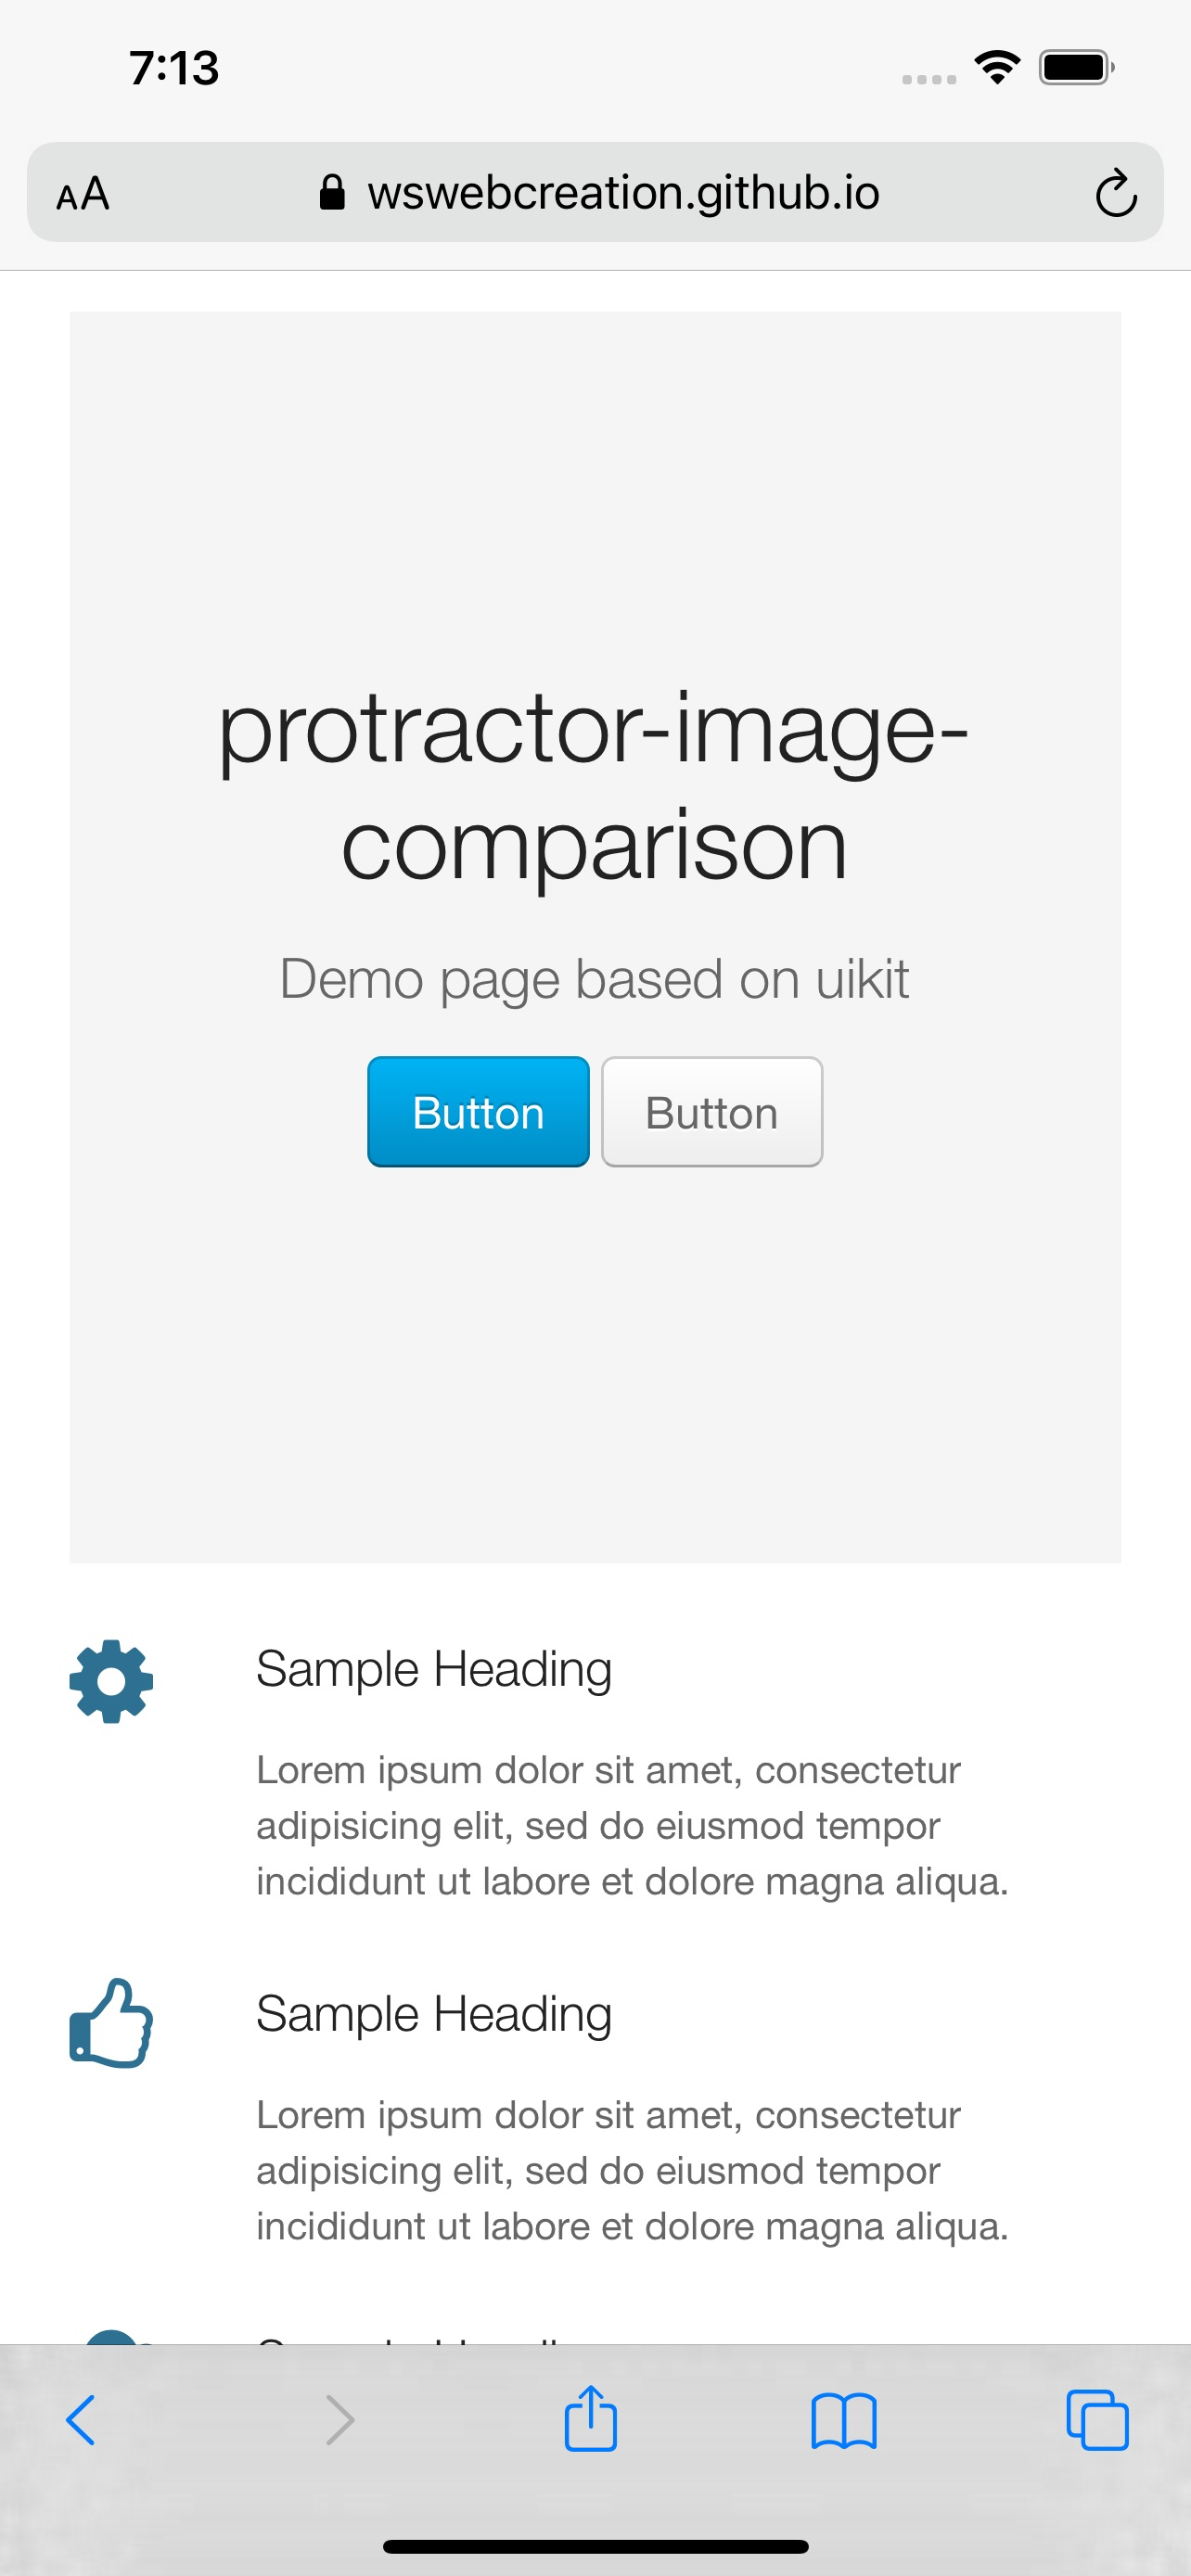 7:13
AA wswebcreation.github.io
protractor-image-
comparison
Demo page based on uikit
Button Button
Sample Heading
Lorem ipsum dolor sit amet, consectetur
adipisicing elit, sed do eiusmod tempor
incididunt ut labore et dolore magna aliqua.
Sample Heading
Lorem ipsum dolor sit amet, consectetur
adipisicing elit, sed do eiusmod tempor
incididunt ut labore et dolore magna aliqua.